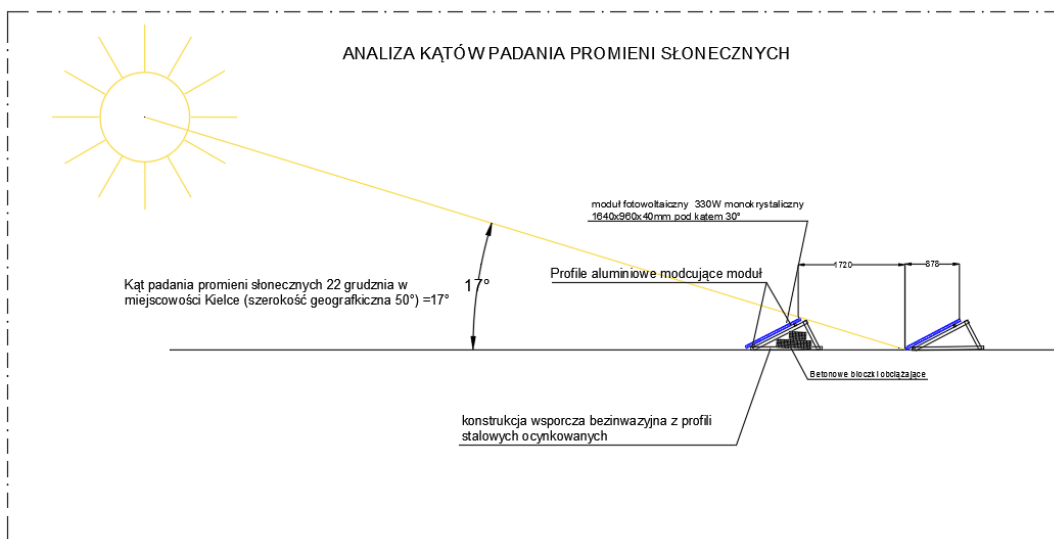 ANALIZA KĄTÓW PADANIA PROMIENI SŁONECZNYCH
moduł fotowoltaiczny 330W monokrystaliczny
1640x960x40mm pod katem 30°
1720
878
Profile aluminiowe modcujące moduł
17°
Kąt padania promieni słonecznych 22 grudnia w
miejscowości Kielce (szerokość geografkiczna 50°) =17°
Betonowe bloczki obciążające
konstrukcja wsporcza bezinwazyjna z profili
stalowych ocynkowanych